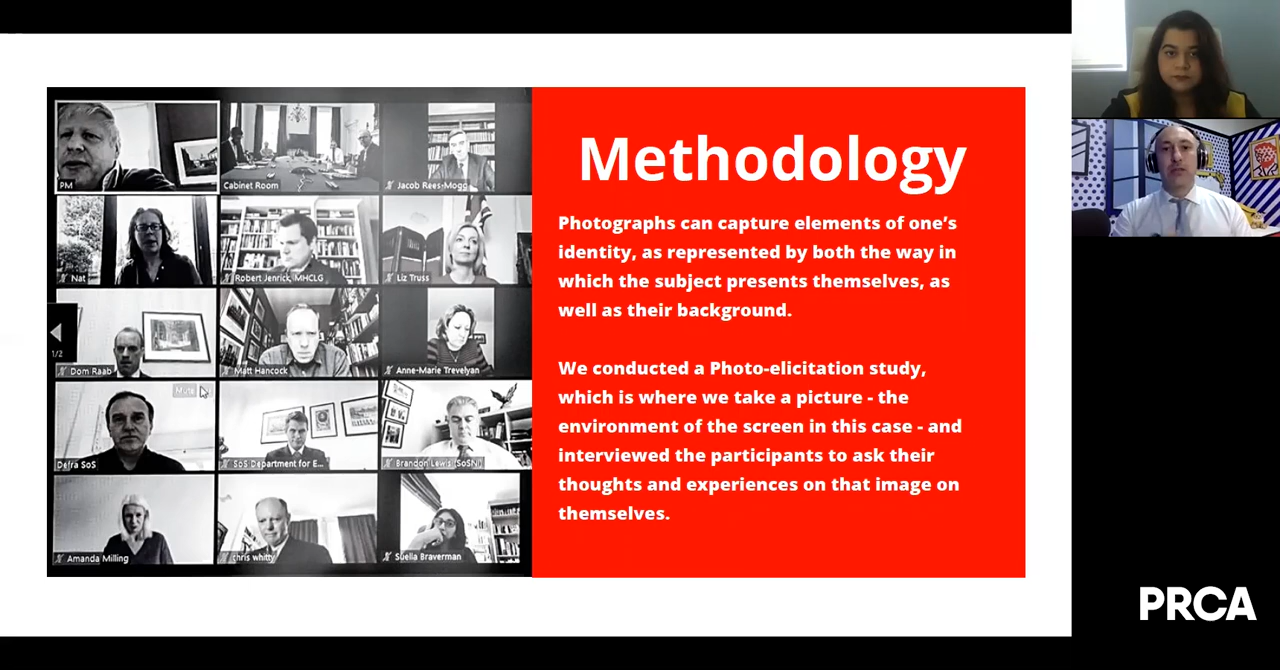 PM
Cabinet Room
Jacob Rees-Mogg
Nat
Robert Jenrick, MHCLG
Liz Truss
1/2
Dom Raab
Matt Hancock
Anne-Marie Trevelyan
Mute
Defra SoS
SoS Department for E...
Brandon Lewis (SoSNI)
Amanda Milling
chris whitty
Suella Braverman
Methodology
Photographs can capture elements of one’s
identity, as represented by both the way in
which the subject presents themselves, as
well as their background.
We conducted a Photo-elicitation study,
which is where we take a picture - the
environment of the screen in this case - and
interviewed the participants to ask their
thoughts and experiences on that image on
themselves.
PRCA